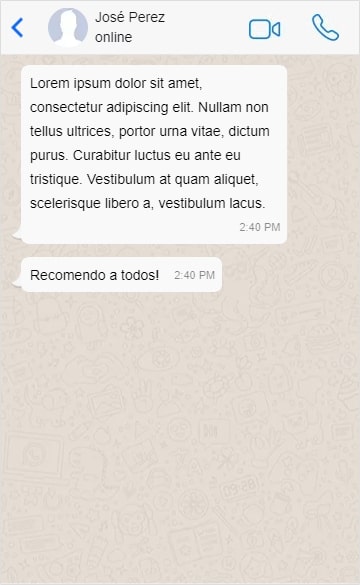 José Perez
online
Lorem ipsum dolor sit amet,
consectetur adipiscing elit. Nullam non
tellus ultrices, portor urna vitae, dictum
purus. Curabitur luctus eu ante eu
tristique. Vestibulum at quam aliquet,
scelerisque libero a, vestibulum lacus.
2:40 PM
Recomendo a todos! 2:40 PM